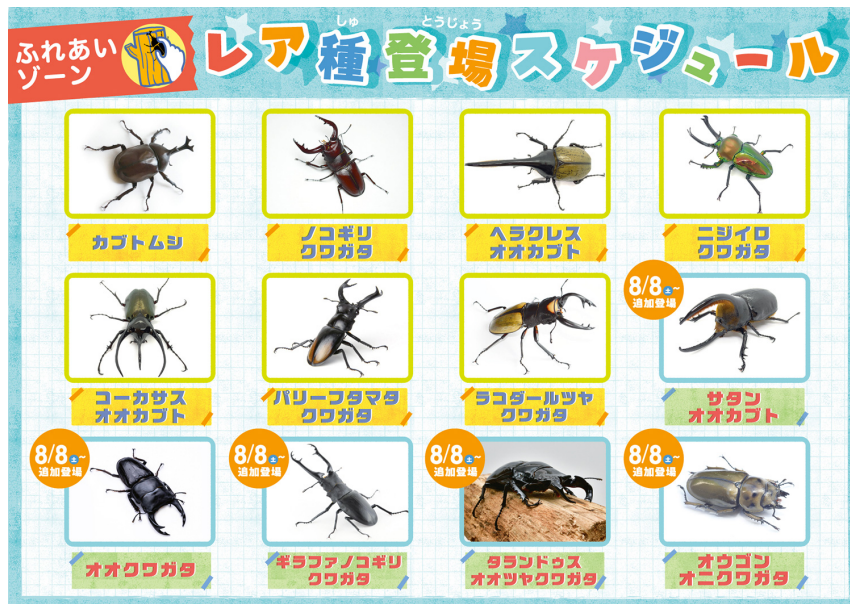 ふれあい
ゾーン
しゅ とうじょう
レア種登場スケジュール
カブトムシ
ノコギリ
クワガタ
ヘラクレス
オオカブト
ニジイロ
クワガタ
コーカサス
オオカブト
パリーフタマタ
クワガタ
ラコダールツヤ
クワガタ
8/8土~
追加登場
サタン
オオカブト
8/8土~
追加登場
オオクワガタ
8/8土~
追加登場
ギラファノコギリ
クワガタ
8/8土~
追加登場
タランドゥス
オオツヤクワガタ
8/8土~
追加登場
オウゴン
オニクワガタ